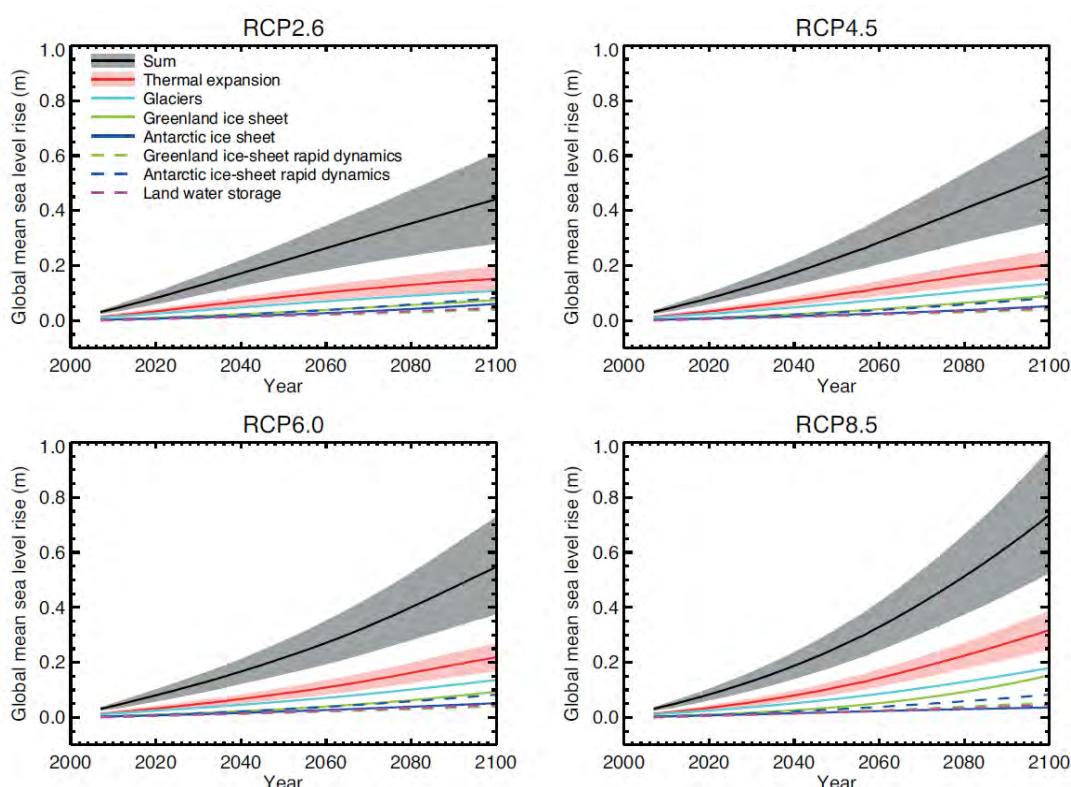 RCP2.6
Global mean sea level rise (m)
1.0
0.8
0.6
0.4
0.2
0.0
Sum
Thermal expansion
Glaciers
Greenland ice sheet
Antarctic ice sheet
Greenland ice-sheet rapid dynamics
Antarctic ice-sheet rapid dynamics
Land water storage
2000 2020 2040 2060 2080 2100
Year
RCP4.5
Global mean sea level rise (m)
1.0
0.8
0.6
0.4
0.2
0.0
2000 2020 2040 2060 2080 2100
Year
RCP6.0
Global mean sea level rise (m)
1.0
0.8
0.6
0.4
0.2
0.0
2000 2020 2040 2060 2080 2100
Year
RCP8.5
Global mean sea level rise (m)
1.0
0.8
0.6
0.4
0.2
0.0
2000 2020 2040 2060 2080 2100
Year